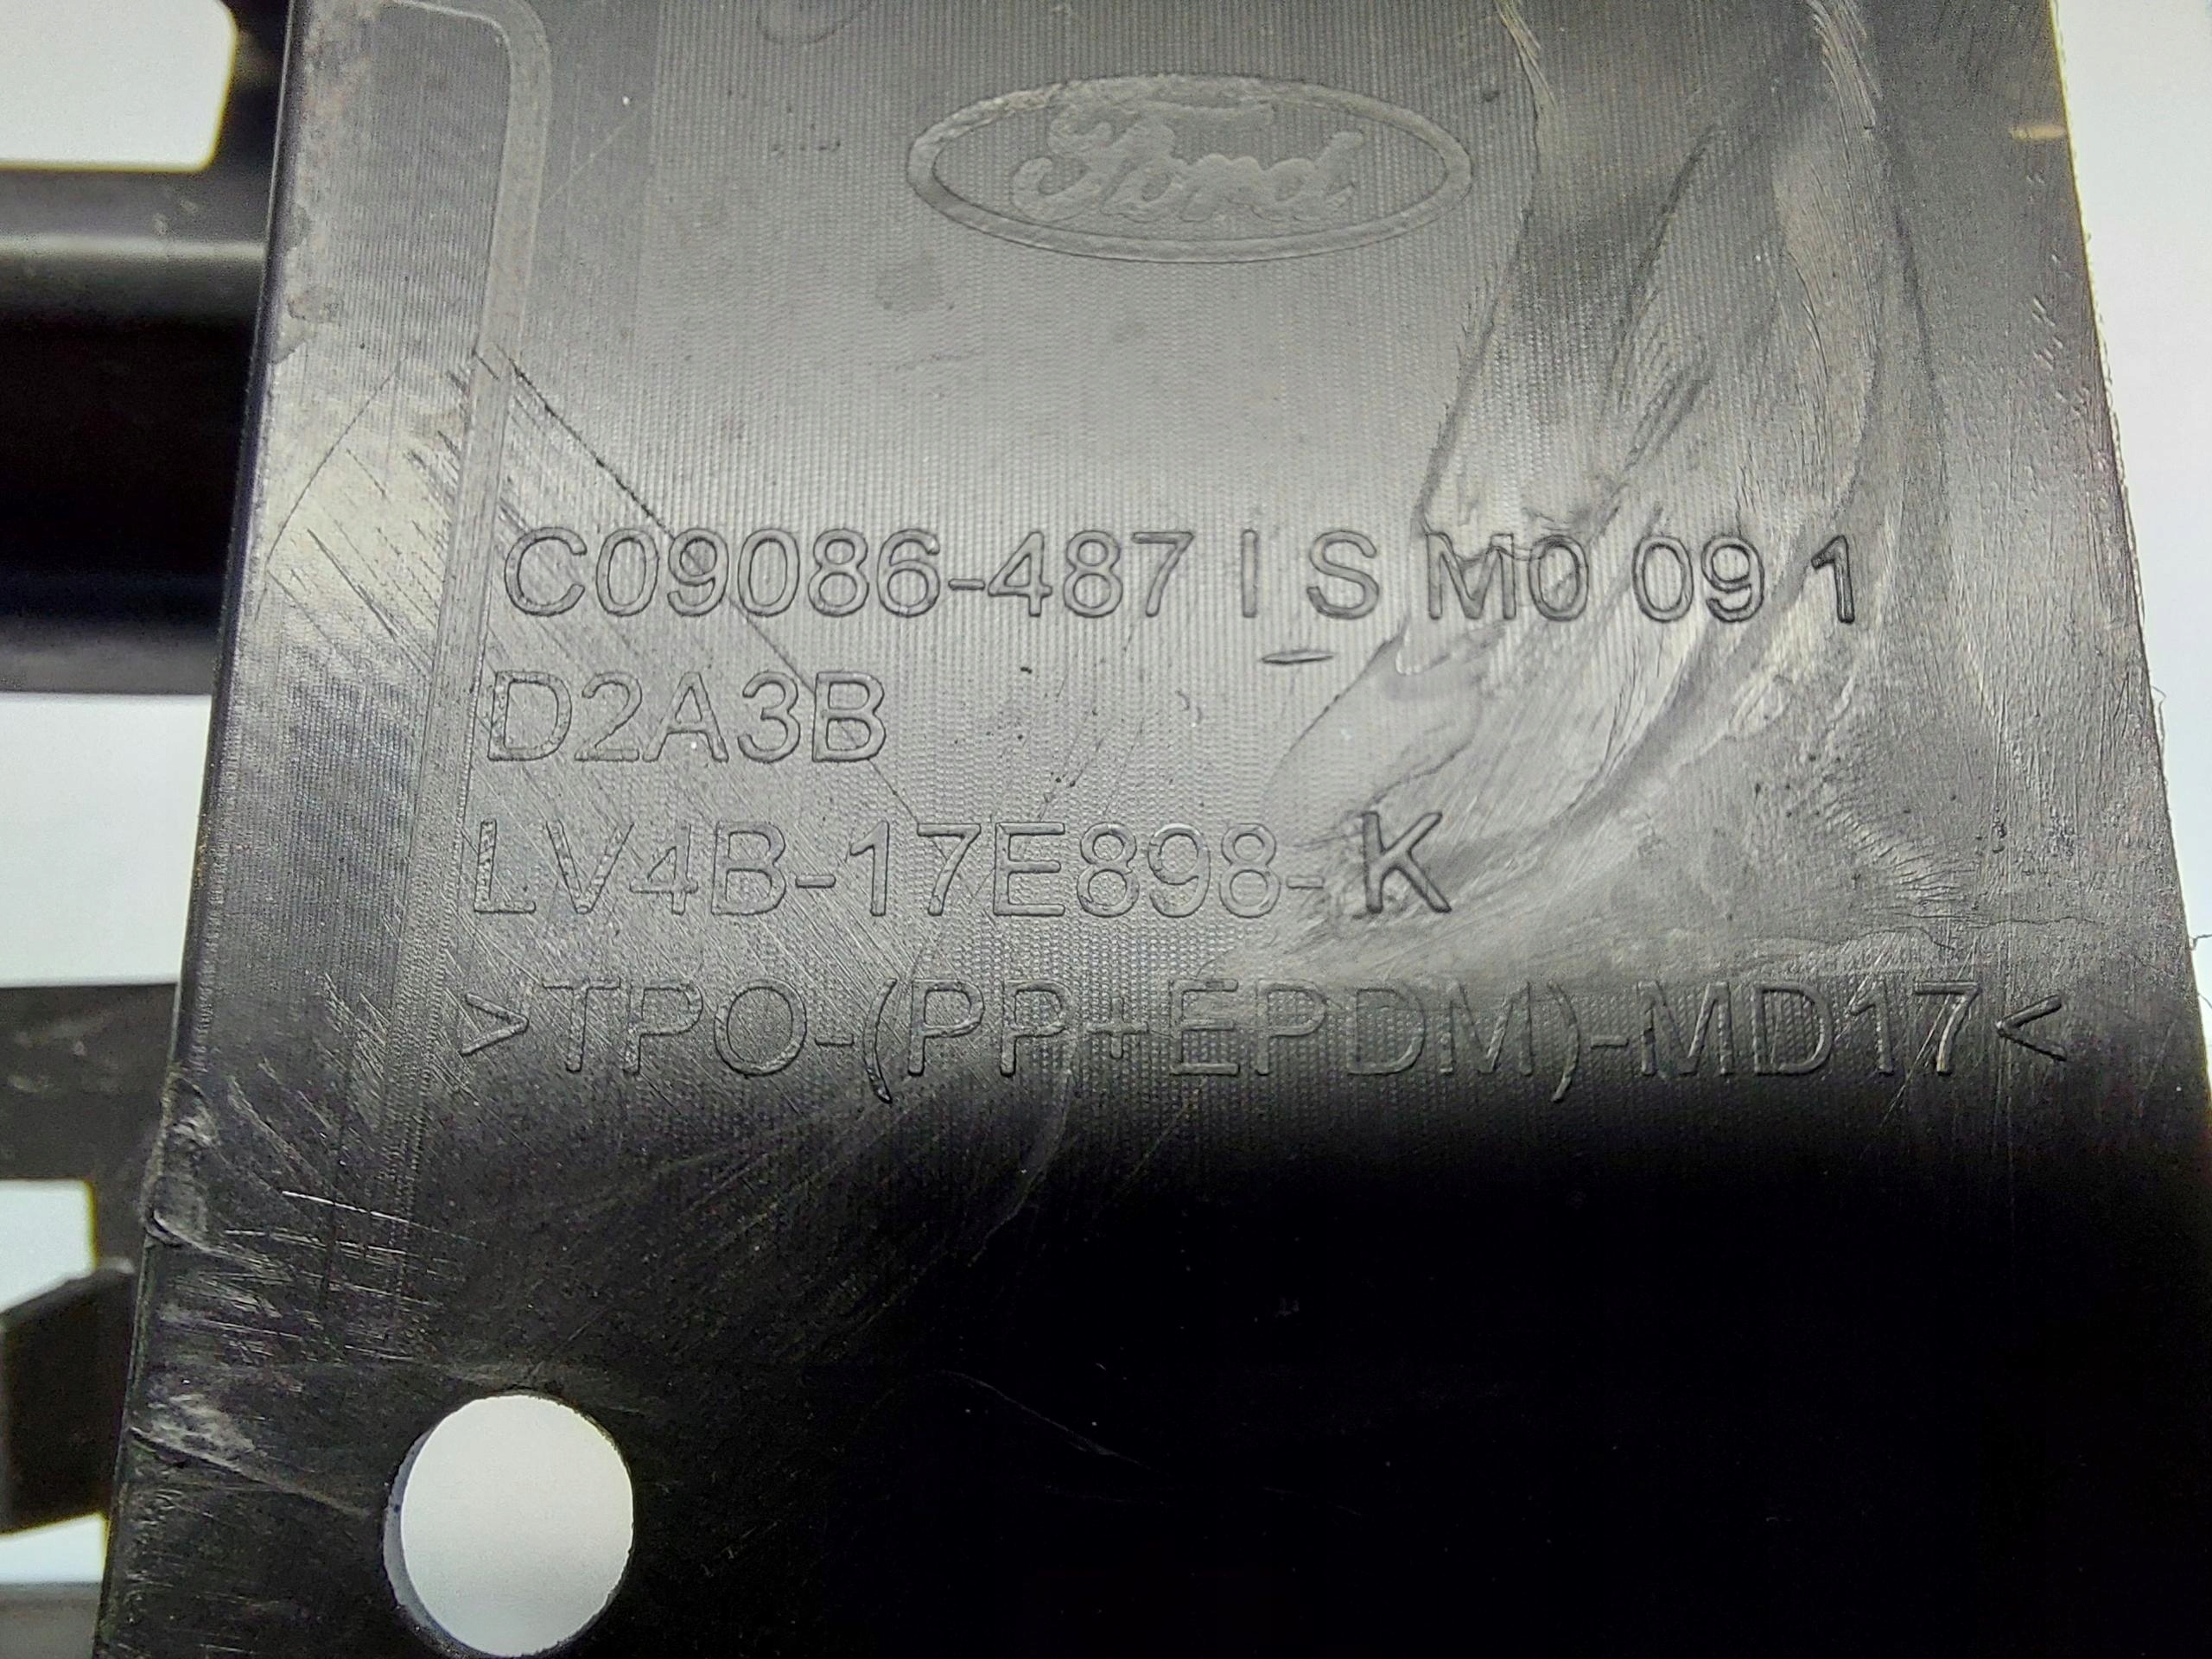 Ford
C09086-487 I S M0 09 1
D2A3B
LV4B-17E898- K
>TPO-(PP+EPDM)-MD17<